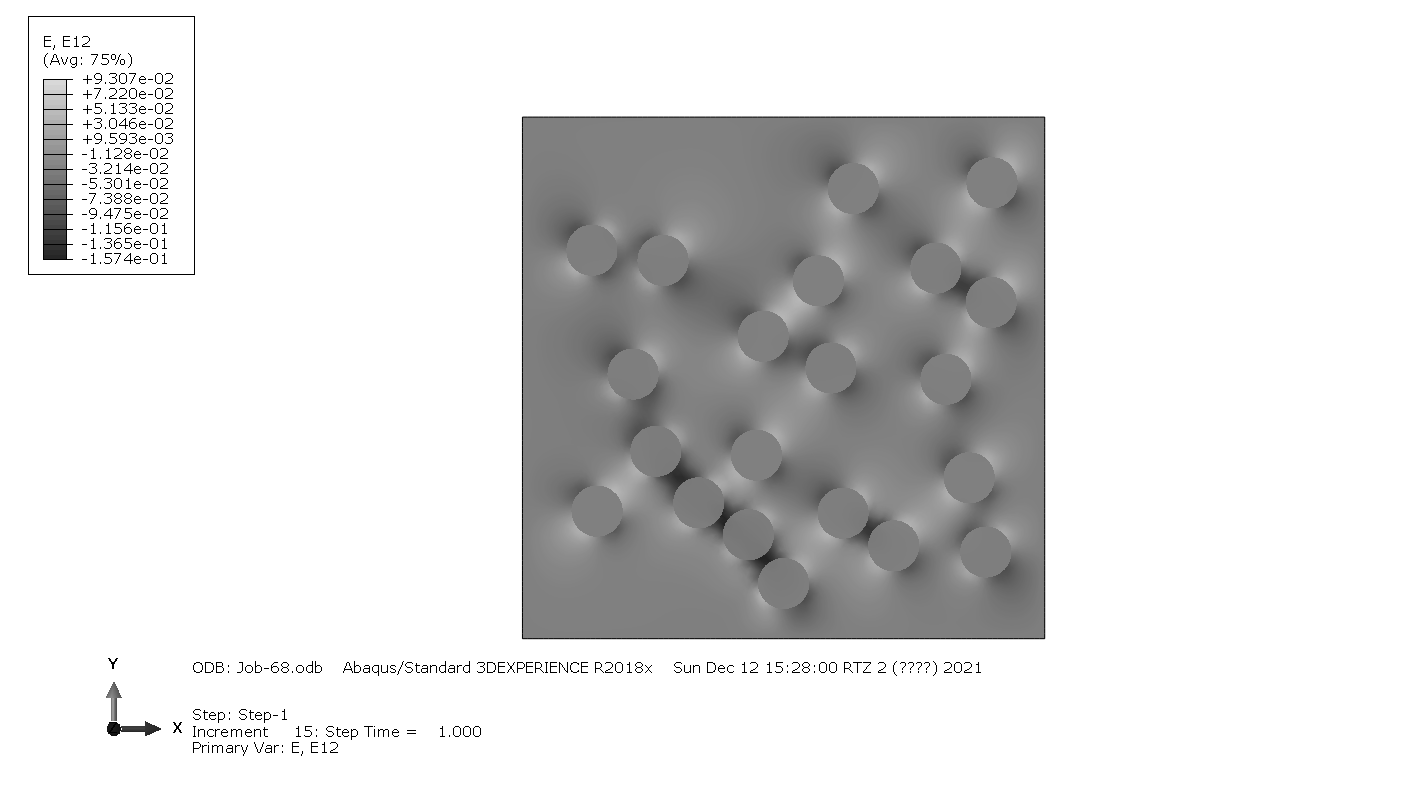 E, E12
(Avg: 75%)
+9.307e-02
+7.220e-02
+5.133e-02
+3.046e-02
+9.593e-03
-1.128e-02
-3.214e-02
-5.301e-02
-7.388e-02
-9.475e-02
-1.156e-01
-1.365e-01
-1.574e-01
Y
X
ODB: Job-68.odb Abaqus/Standard 3DEXPERIENCE R2018x Sun Dec 12 15:28:00 RTZ 2 (????) 2021
Step: Step-1
Increment 15: Step Time = 1.000
Primary Var: E, E12